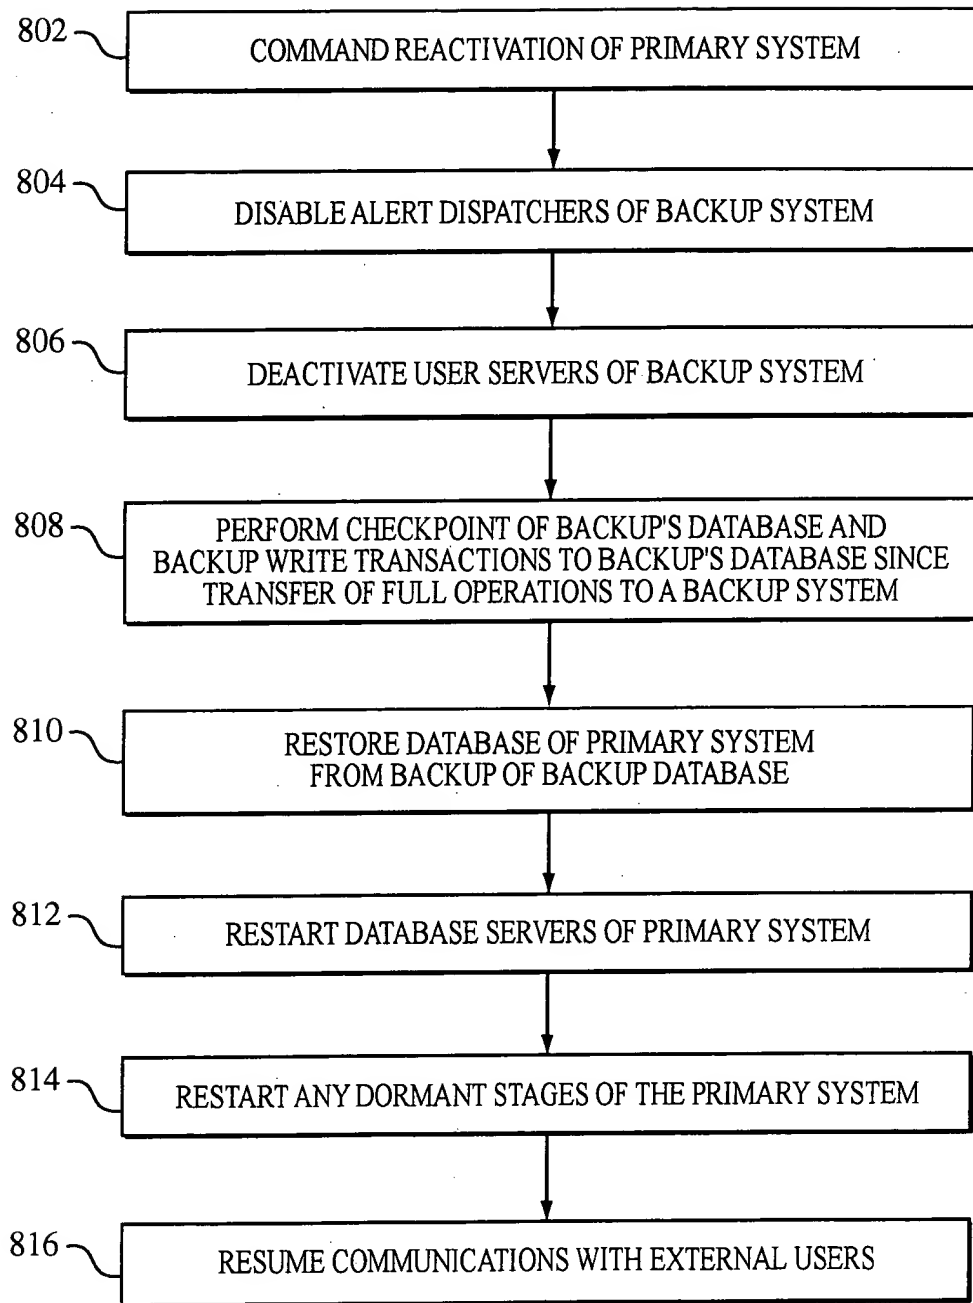 802
COMMAND REACTIVATION OF PRIMARY SYSTEM
804
DISABLE ALERT DISPATCHERS OF BACKUP SYSTEM
806
DEACTIVATE USER SERVERS OF BACKUP SYSTEM
808
PERFORM CHECKPOINT OF BACKUP'S DATABASE AND
BACKUP WRITE TRANSACTIONS TO BACKUP'S DATABASE SINCE
TRANSFER OF FULL OPERATIONS TO A BACKUP SYSTEM
810
RESTORE DATABASE OF PRIMARY SYSTEM
FROM BACKUP OF BACKUP DATABASE
812
RESTART DATABASE SERVERS OF PRIMARY SYSTEM
814
RESTART ANY DORMANT STAGES OF THE PRIMARY SYSTEM
816
RESUME COMMUNICATIONS WITH EXTERNAL USERS